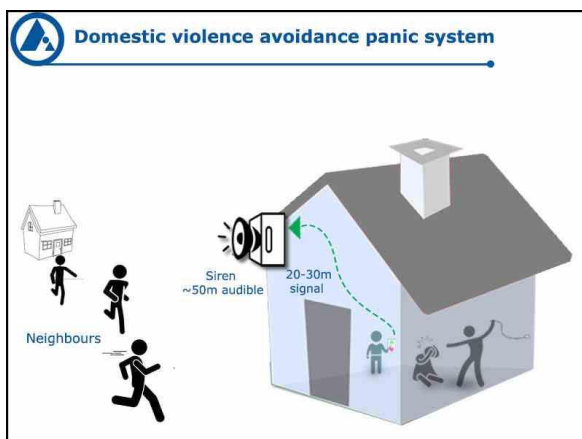 Domestic violence avoidance panic system
Siren
~50m audible
20-30m
signal
Neighbours